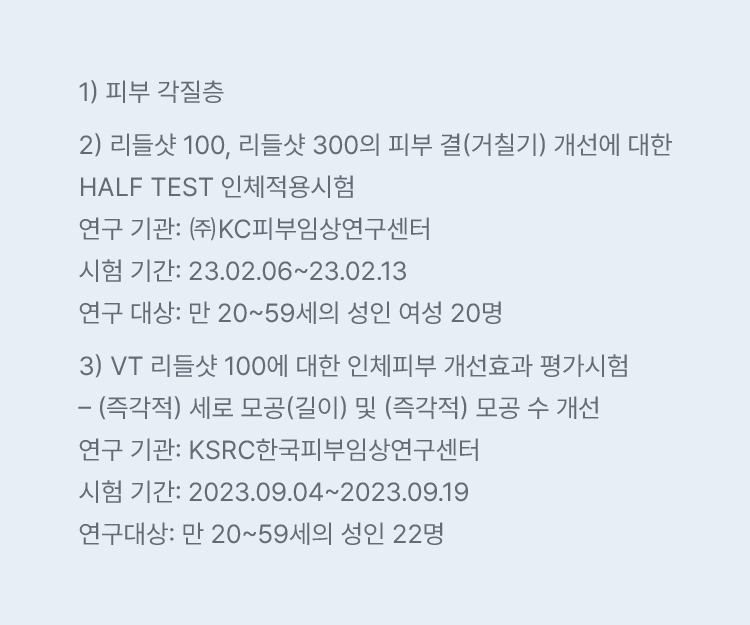 1) 피부 각질층
2) 리들샷 100, 리들샷 300의 피부 결(거칠기) 개선에 대한
HALF TEST 인체적용시험
연구 기관: ㈜KC피부임상연구센터
시험 기간: 23.02.06~23.02.13
연구 대상: 만 20~59세의 성인 여성 20명
3) VT 리들샷 100에 대한 인체피부 개선효과 평가시험
– (즉각적) 세로 모공(길이) 및 (즉각적) 모공 수 개선
연구 기관: KSRC한국피부임상연구센터
시험 기간: 2023.09.04~2023.09.19
연구대상: 만 20~59세의 성인 22명